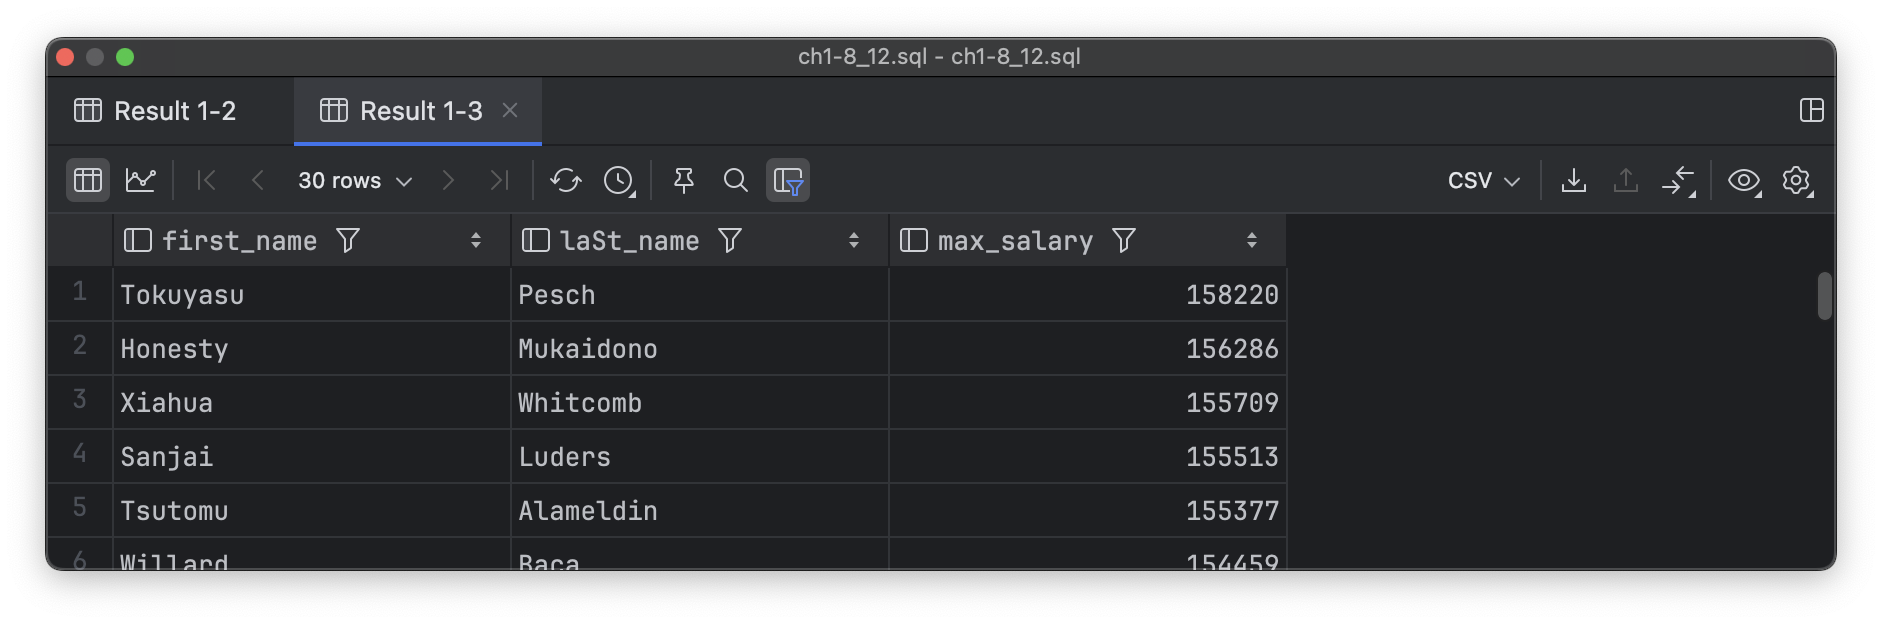 ch1-8_12.sql - ch1-8_12.sql
Result 1-2 Result 1-3
30 rows CSV
first_name laSt_name max_salary
1 Tokuyasu Pesch 158220
2 Honesty Mukaidono 156286
3 Xiahua Whitcomb 155709
4 Sanjai Luders 155513
5 Tsutomu Alameldin 155377
6 Willard Baca 154459